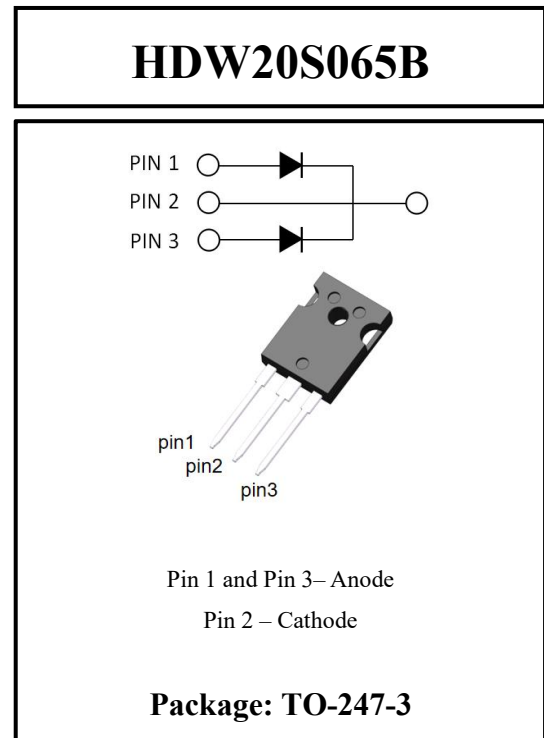 HDW20S065B
PIN 1
PIN 2
PIN 3
pin1
pin2
pin3
Pin 1 and Pin 3– Anode
Pin 2 – Cathode
Package: TO-247-3